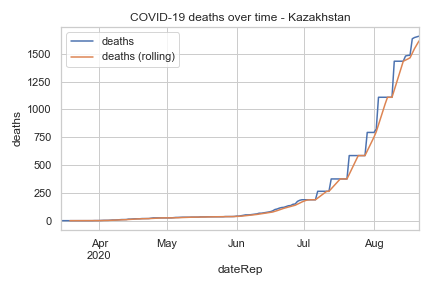 COVID-19 deaths over time - Kazakhstan
deaths
deaths (rolling)
1500
1250
1000
750
500
250
0
deaths
Apr
2020
May
Jun
Jul
Aug
dateRep